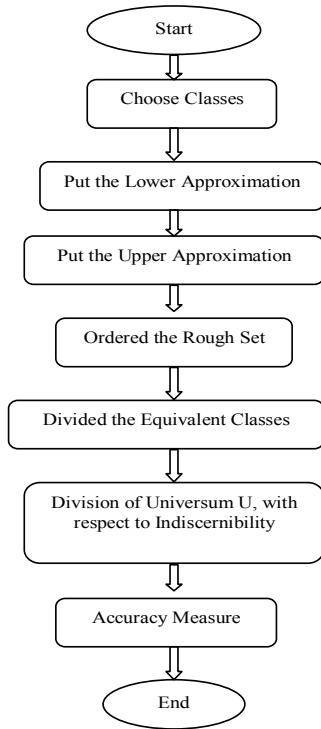 Start
Choose Classes
Put the Lower Approximation
Put the Upper Approximation
Ordered the Rough Set
Divided the Equivalent Classes
Division of Universum U, with
respect to Indiscernibility
Accuracy Measure
End